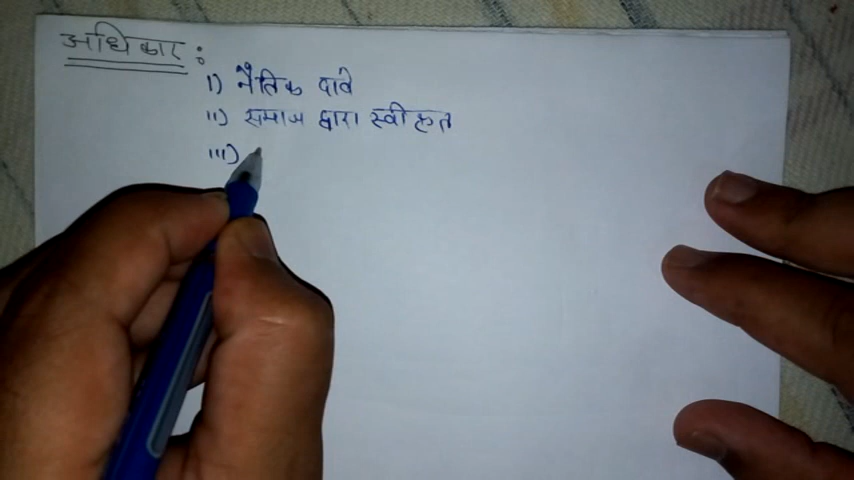 अधिकार :
i) नैतिक दावे
ii) समाज द्वारा स्वीकृत
iii)